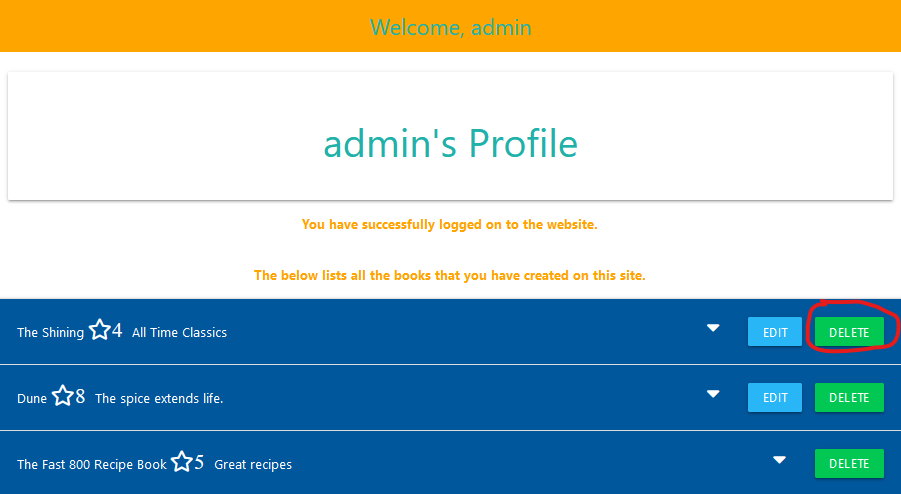 Welcome, admin
admin's Profile
You have successfully logged on to the website.
The below lists all the books that you have created on this site.
The Shining 4 All Time Classics EDIT DELETE
Dune 8 The spice extends life. EDIT DELETE
The Fast 800 Recipe Book 5 Great recipes DELETE